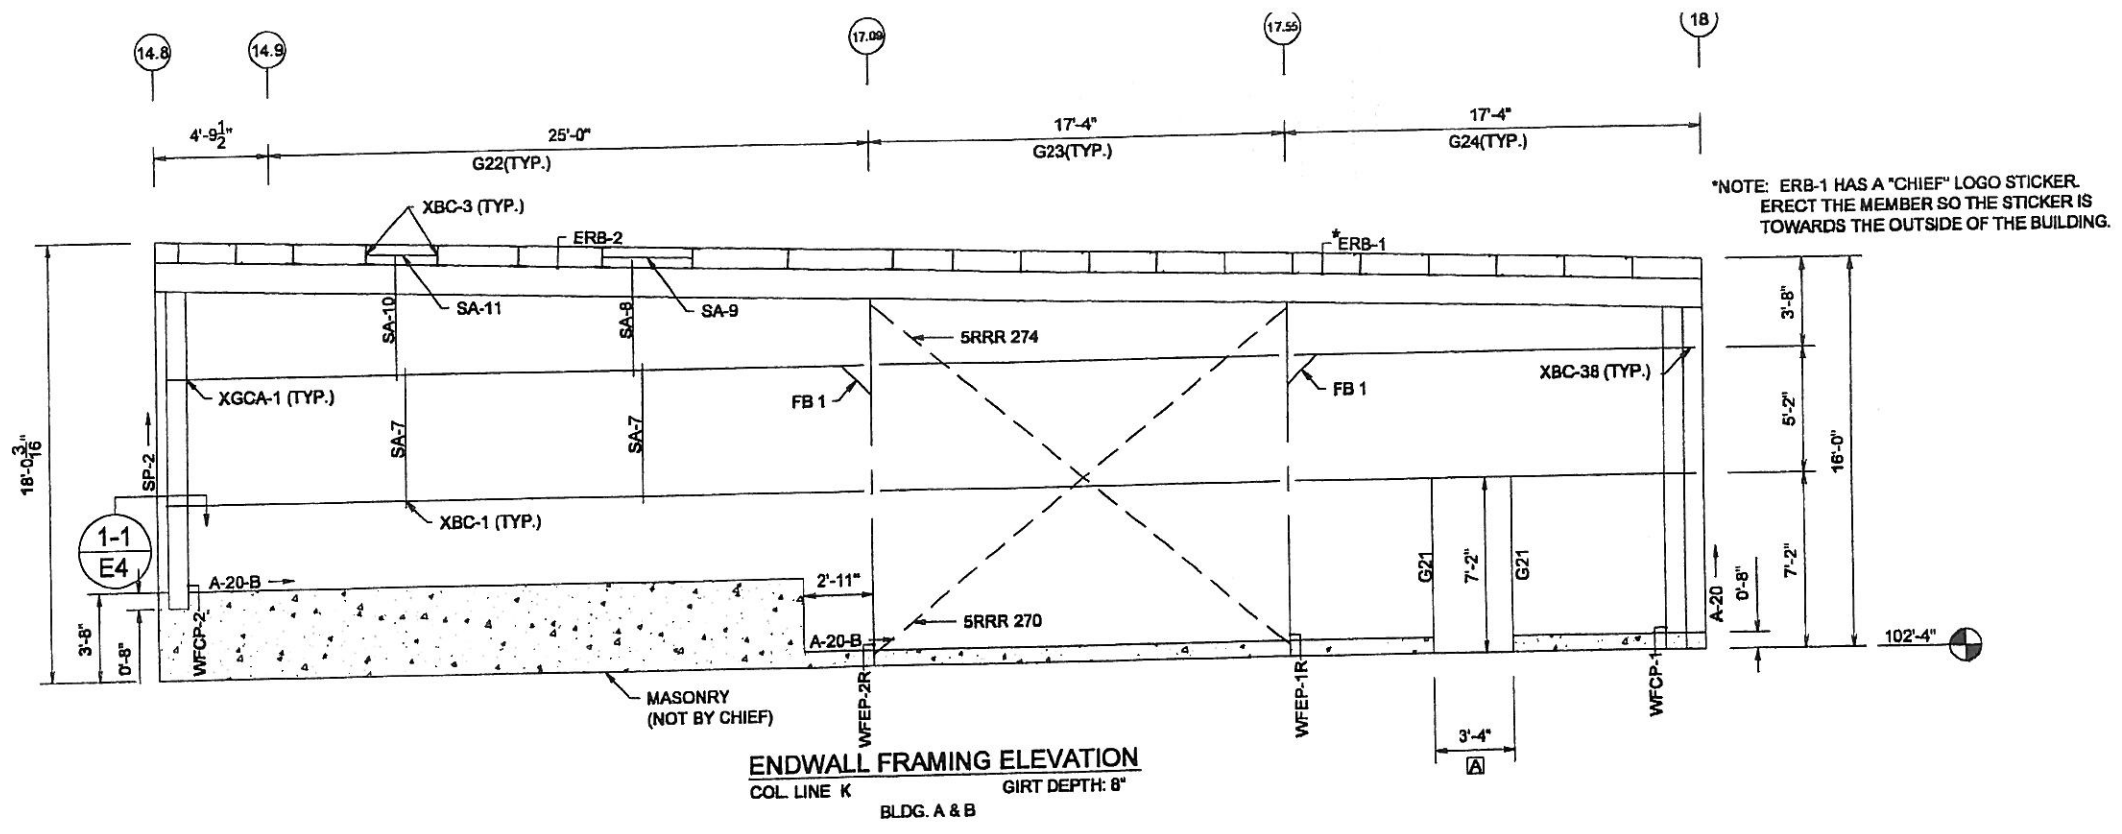 14.8
14.9
17.09
17.55
18
4'-9 1/2"
25'-0"
G22(TYP.)
17'-4"
G23(TYP.)
17'-4"
G24(TYP.)
*NOTE: ERB-1 HAS A "CHIEF" LOGO STICKER.
ERECT THE MEMBER SO THE STICKER IS
TOWARDS THE OUTSIDE OF THE BUILDING.
XBC-3 (TYP.)
ERB-2
*ERB-1
SA-10
SA-11
SA-8
SA-9
5RRR 274
3'-8"
XGCA-1 (TYP.)
FB 1
FB 1
XBC-38 (TYP.)
18'-0 3/16"
SP-2
SA-7
SA-7
5'-2"
16'-0"
XBC-1 (TYP.)
1-1
E4
A-20-B
2'-11"
G21
7'-2"
G21
7'-2"
A-20
0'-8"
3'-8"
0'-8"
WFCP-2
5RRR 270
A-20-B
102'-4"
MASONRY
(NOT BY CHIEF)
WFEP-2R
WFEP-1R
WFCP-1
3'-4"
A
ENDWALL FRAMING ELEVATION
COL. LINE K GIRT DEPTH: 8"
BLDG. A & B